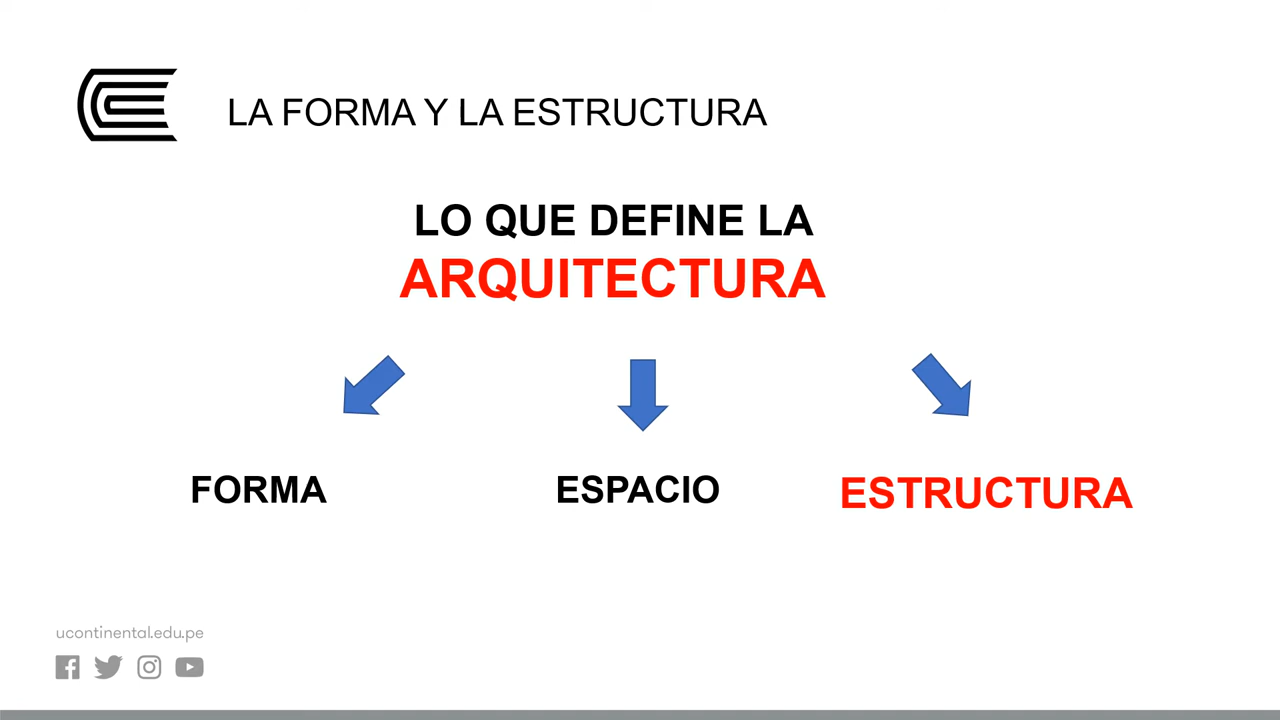 LA FORMA Y LA ESTRUCTURA
LO QUE DEFINE LA
ARQUITECTURA
FORMA
ESPACIO
ESTRUCTURA
ucontinental.edu.pe